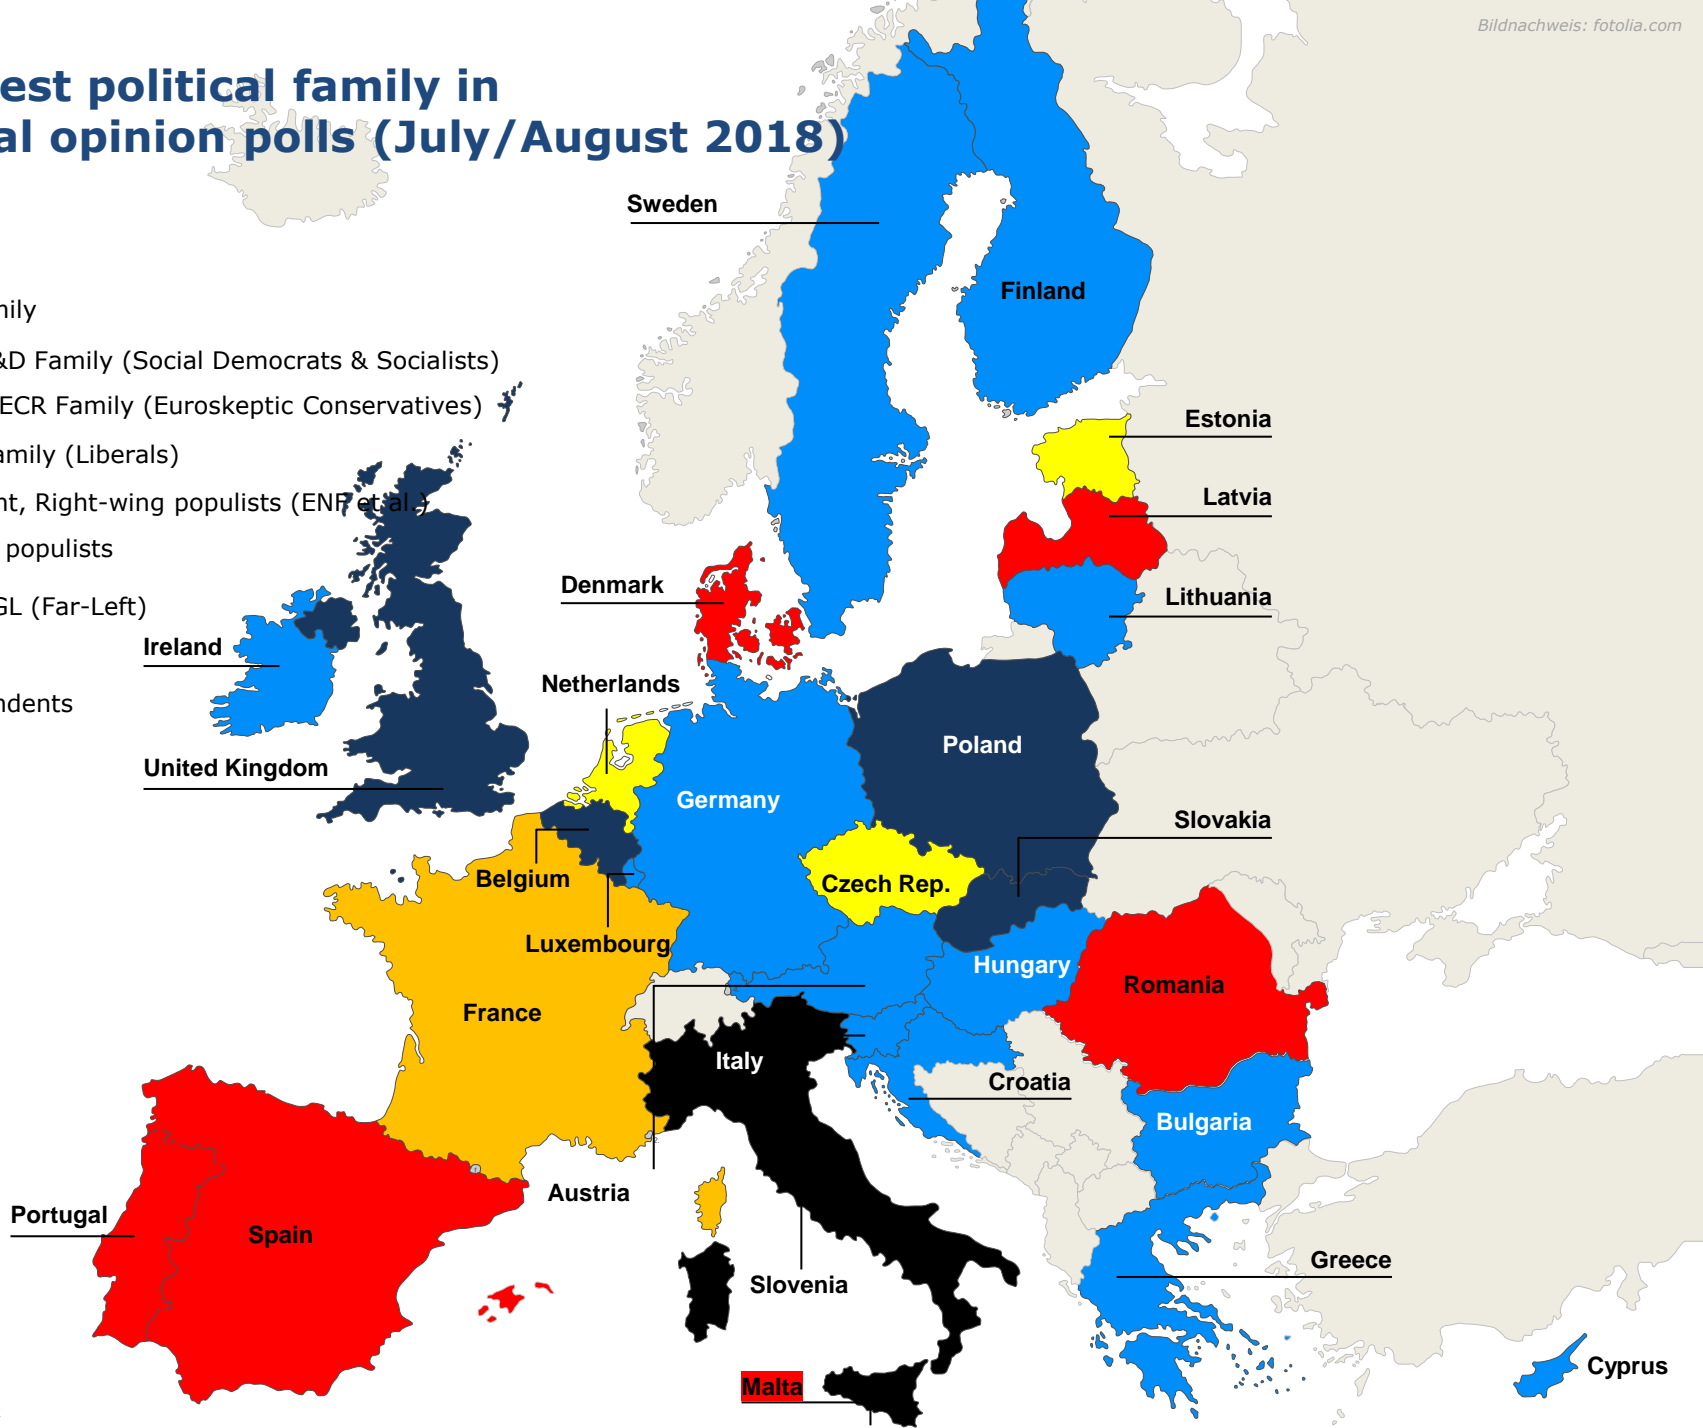 Bildnachweis: fotolia.com
est political family in
al opinion polls (July/August 2018)
Sweden
Finland
mily
&D Family (Social Democrats & Socialists)
ECR Family (Euroskeptic Conservatives)
Estonia
amily (Liberals)
Latvia
nt, Right-wing populists (ENF et al.)
populists
Denmark
Lithuania
GL (Far-Left)
Ireland
Netherlands
ndents
Poland
United Kingdom
Germany
Slovakia
Belgium
Czech Rep.
Luxembourg
Hungary
Romania
France
Italy
Croatia
Bulgaria
Austria
Portugal
Spain
Greece
Slovenia
Cyprus
Malta